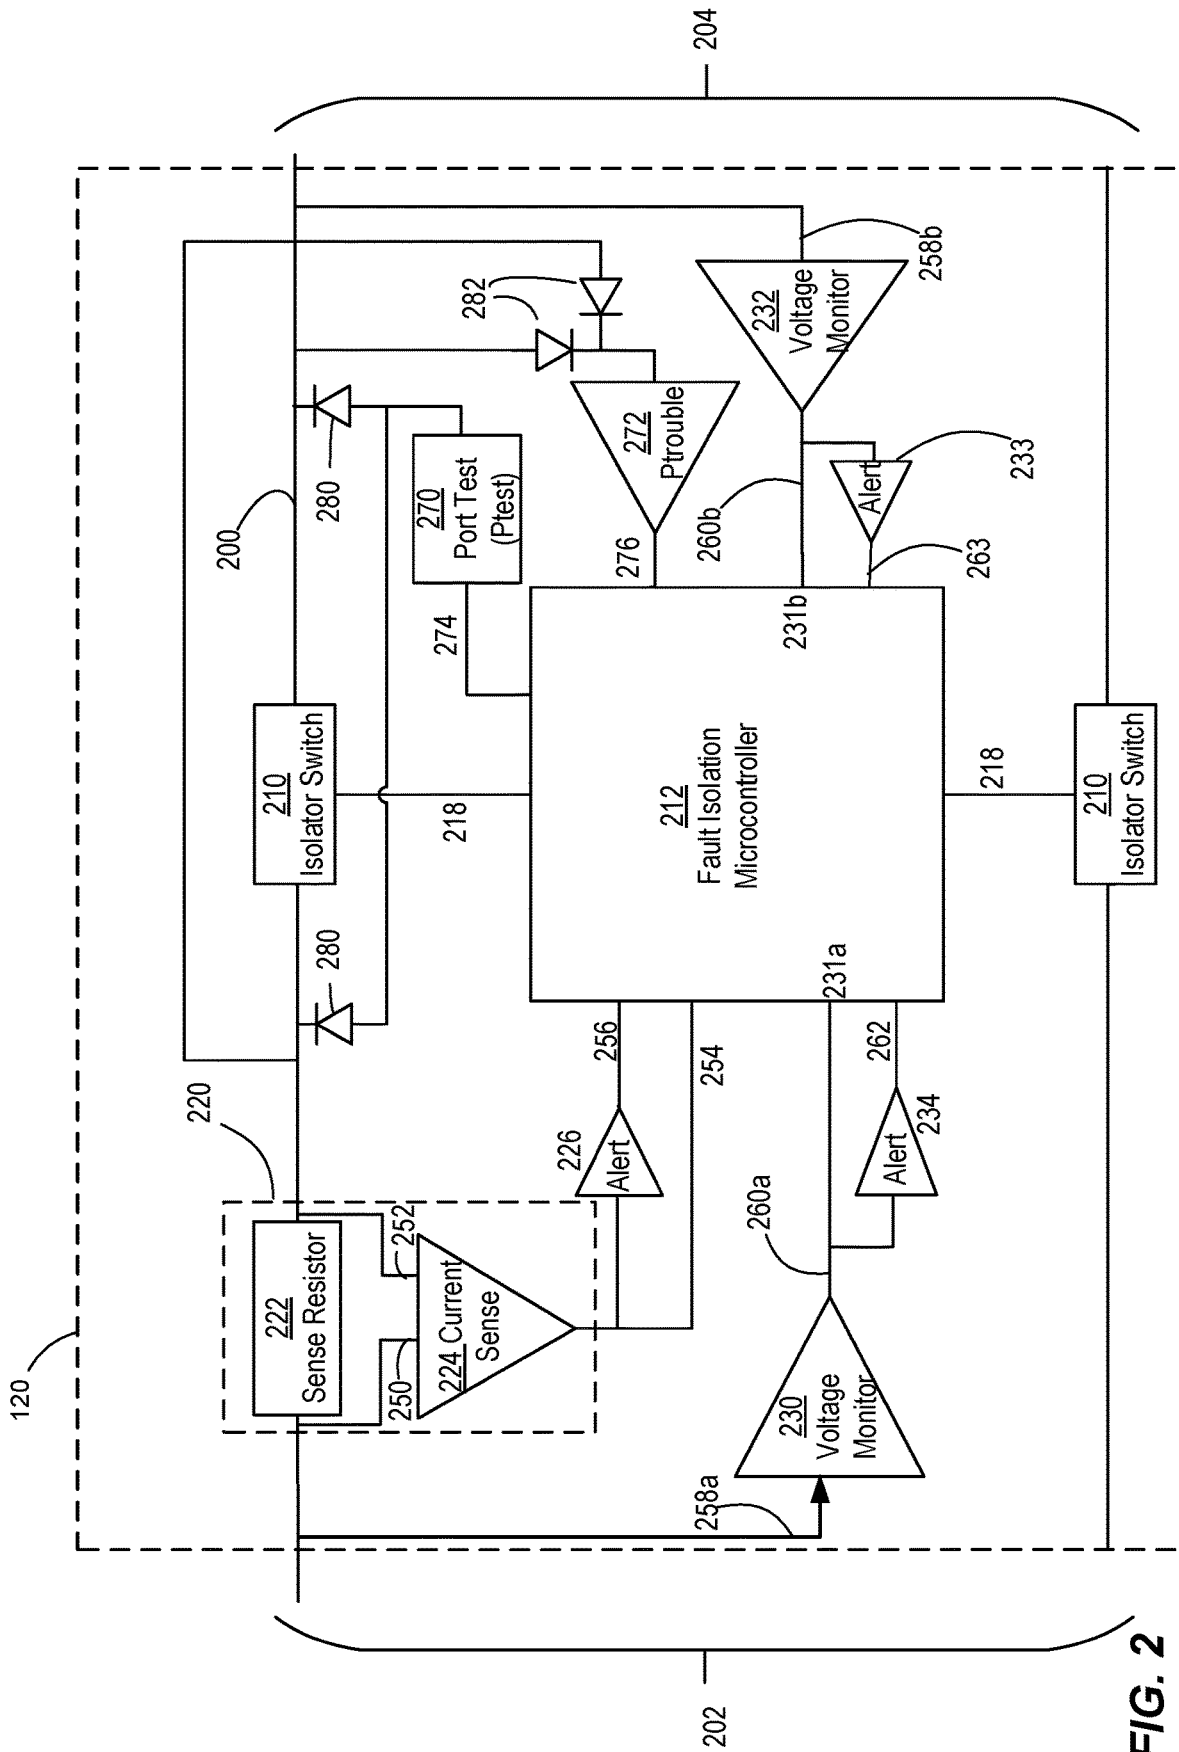 120
220
222
Sense Resistor
250
252
224 Current
Sense
200
210
Isolator Switch
280
280
218
274
270
Port Test
(Ptest)
282
272
Ptrouble
276
226
Alert
256
254
212
Fault Isolation
Microcontroller
231a
231b
258a
230
Voltage
Monitor
260a
234
Alert
262
260b
232
Voltage
Monitor
258b
Alert
233
263
218
210
Isolator Switch
202
204
FIG. 2